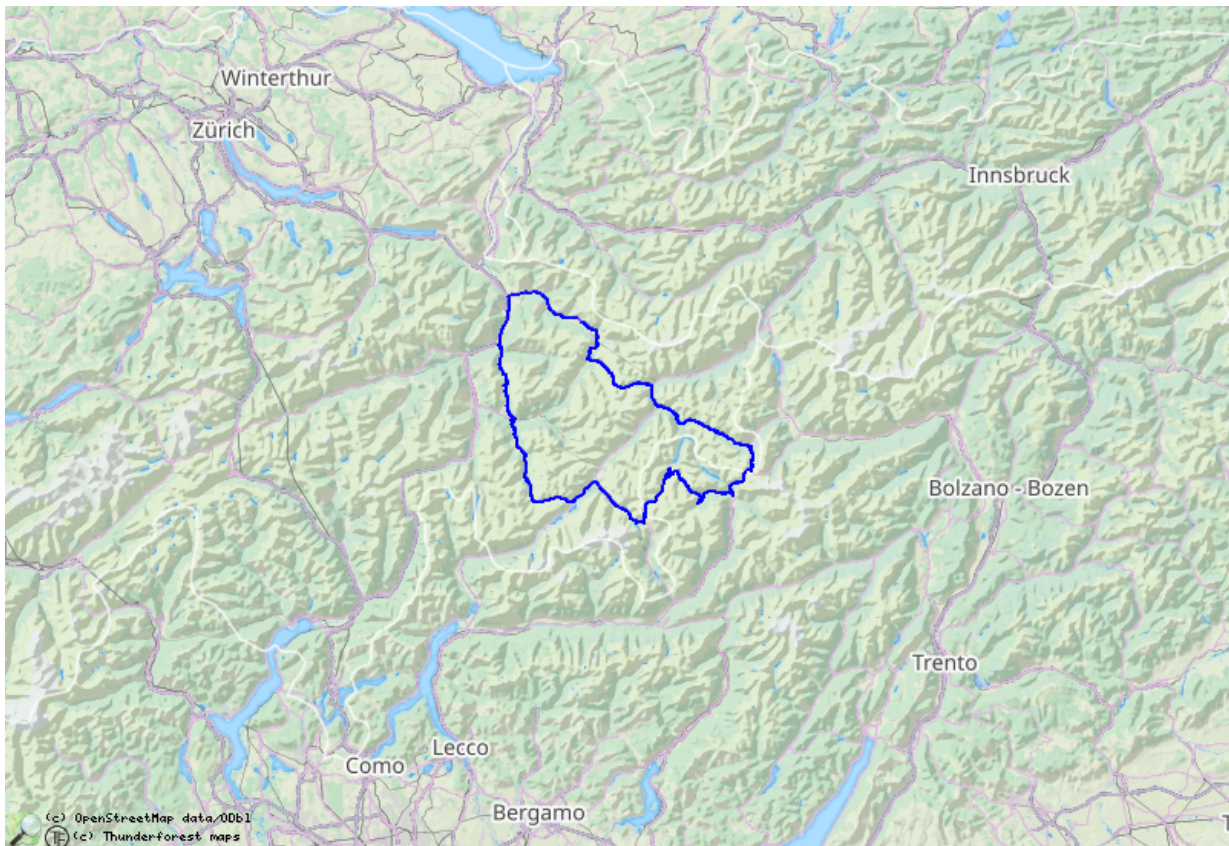 Winterthur
Zürich
Innsbruck
Bolzano - Bozen
Trento
Lecco
Como
Bergamo
(c) OpenStreetMap data/ODbl
(c) Thunderforest maps